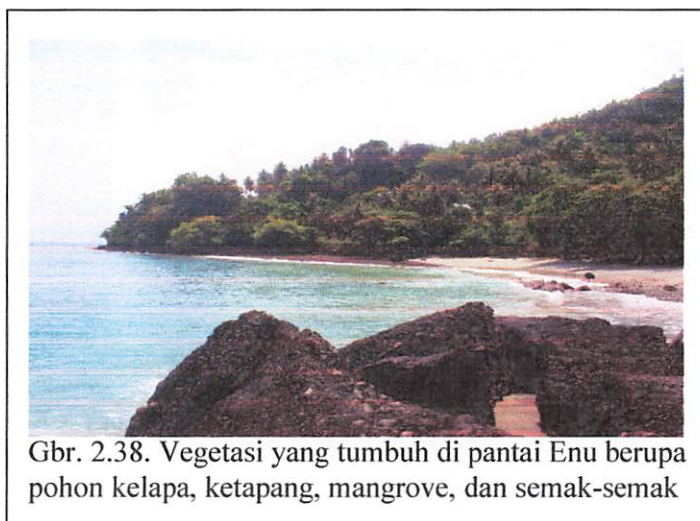 Gbr. 2.38. Vegetasi yang tumbuh di pantai Enu berupa
pohon kelapa, ketapang, mangrove, dan semak-semak